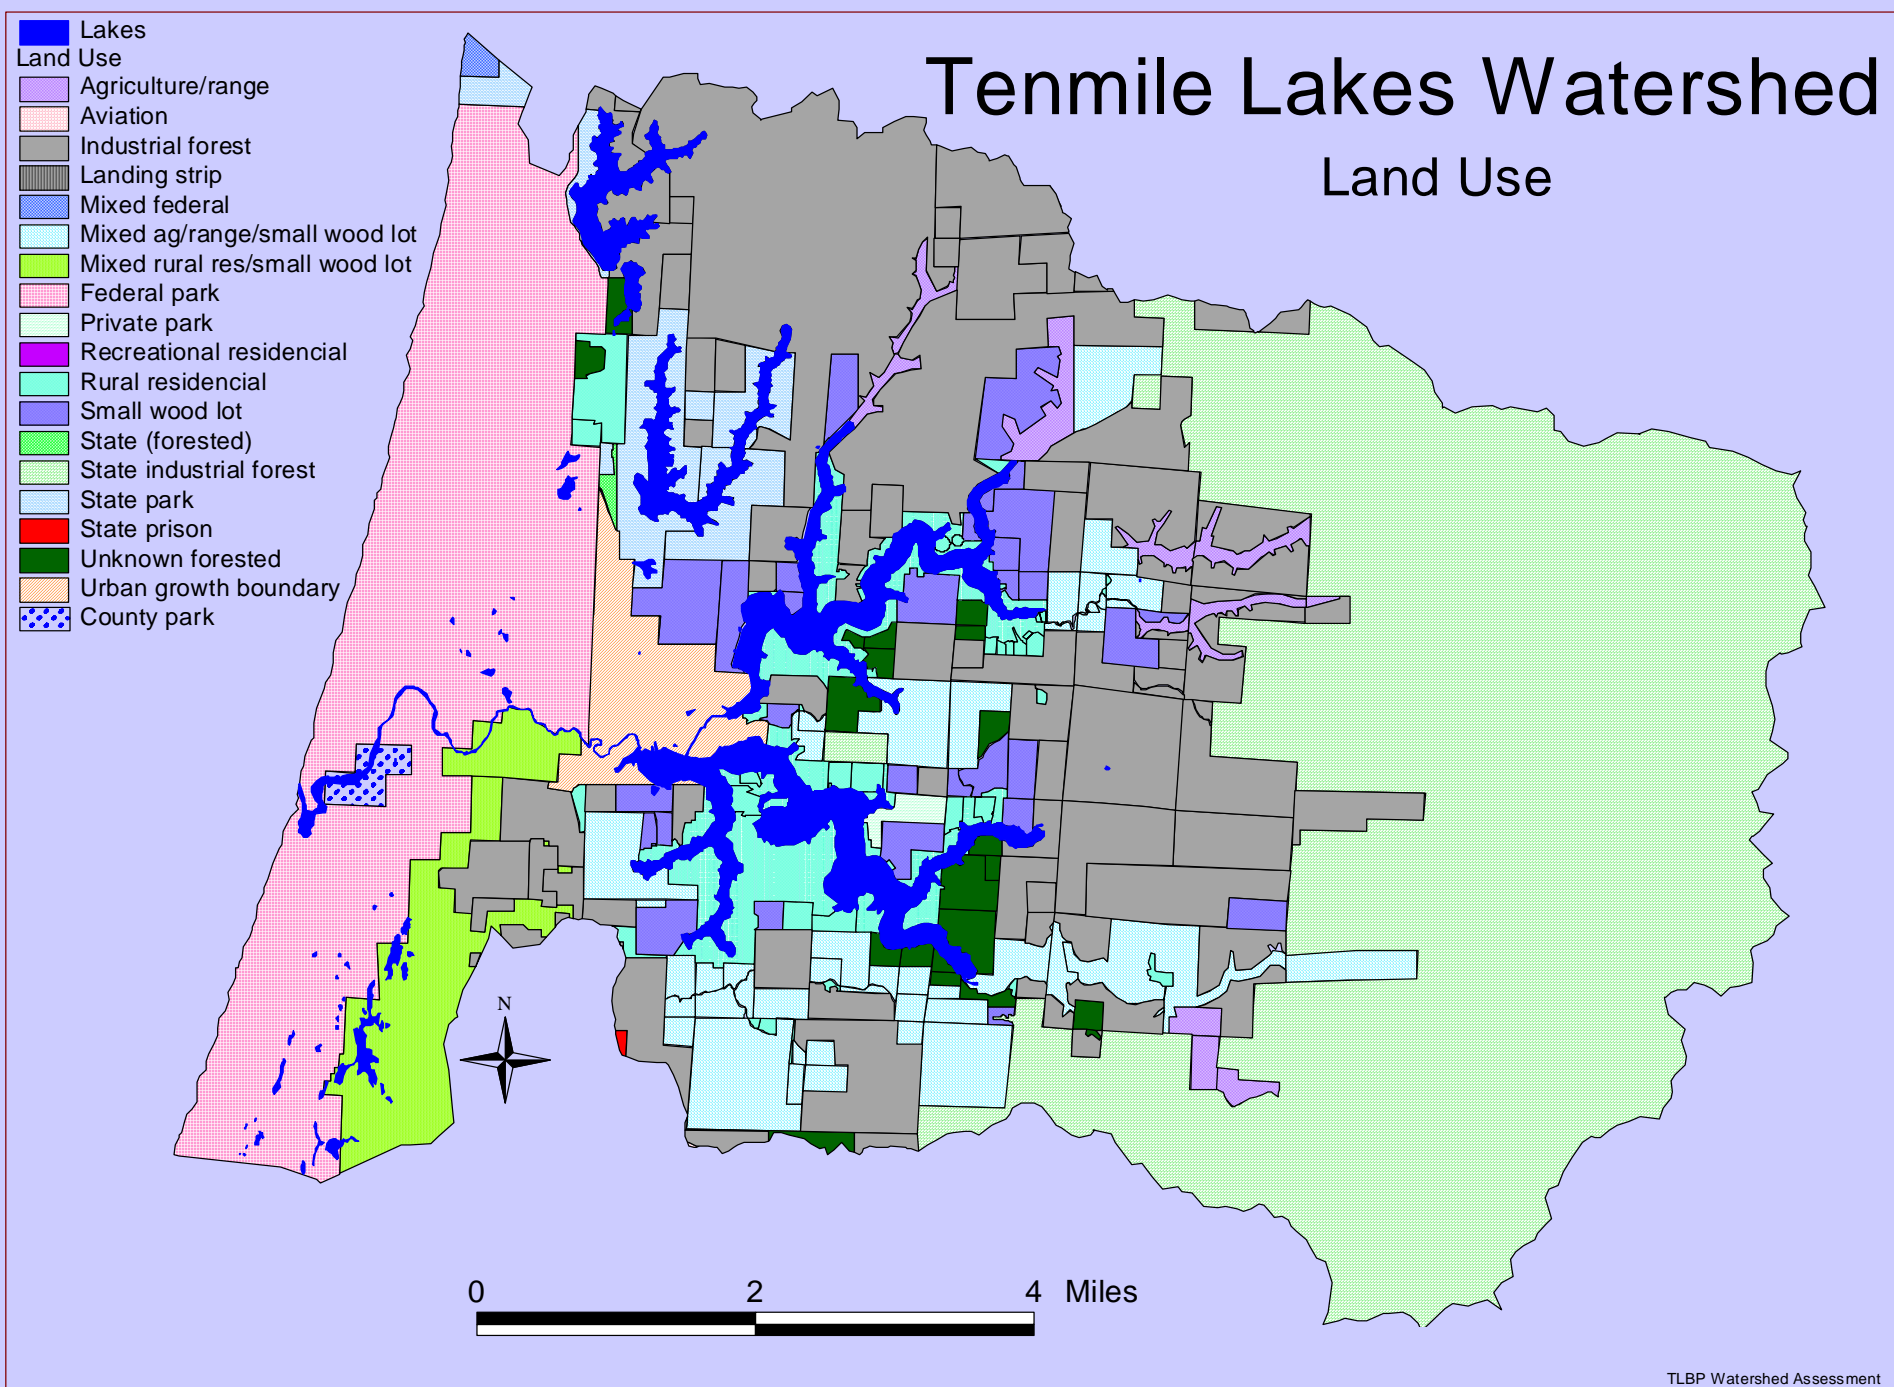 Tenmile Lakes Watershed
Land Use
Lakes
Land Use
Agriculture/range
Aviation
Industrial forest
Landing strip
Mixed federal
Mixed ag/range/small wood lot
Mixed rural res/small wood lot
Federal park
Private park
Recreational residencial
Rural residencial
Small wood lot
State (forested)
State industrial forest
State park
State prison
Unknown forested
Urban growth boundary
County park
N
0 2 4 Miles
TLBP Watershed Assessment